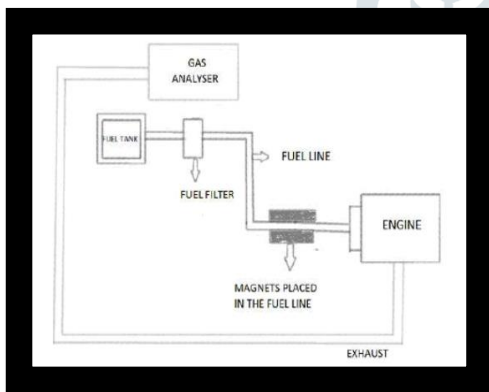 GAS
ANALYSER
FUEL TANK
FUEL LINE
FUEL FILTER
ENGINE
MAGNETS PLACED
IN THE FUEL LINE
EXHAUST